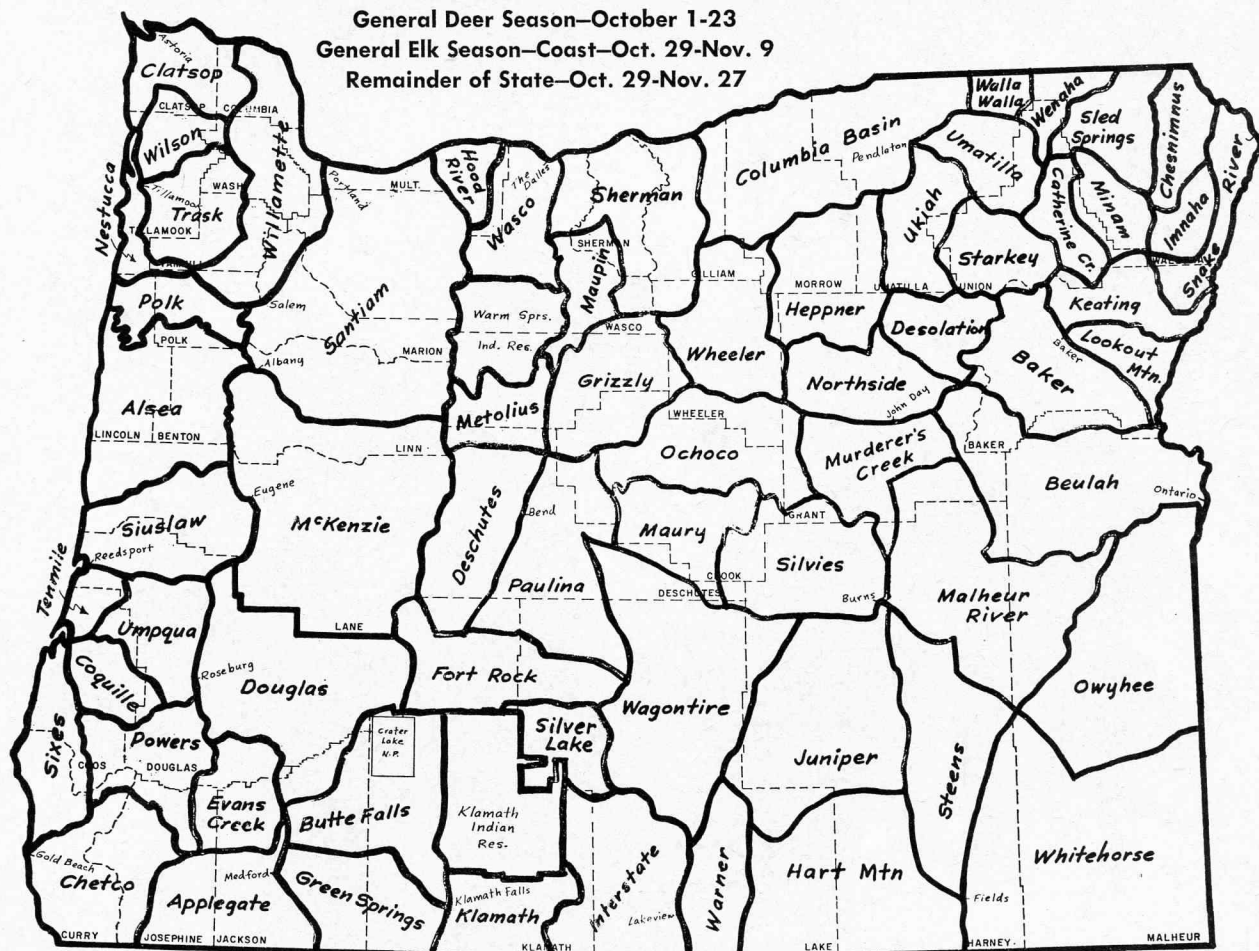 General Deer Season—October 1-23
General Elk Season—Coast—Oct. 29-Nov. 9
Remainder of State—Oct. 29-Nov. 27
Astoria
Clatsop
CLATSOP
COLUMBIA
Wilson
Willamette
Tillamook
WASH.
Trask
TILLAMOOK
Nestucca
YAMHILL
Portland
MULT.
Hood
River
The Dalles
Wasco
Sherman
SHERMAN
Maupin
GILLIAM
Columbia Basin
Pendleton
Walla
Walla
Wenaha
Sled
Springs
Chesnimnus
Snake River
Umatilla
Ukiah
Catherine Cr.
Minam
Imnaha
WALLOWA
Starkey
MORROW
UMATILLA
UNION
Heppner
Keating
Desolation
Lookout
Mtn.
Baker
Baker
Polk
POLK
Salem
Santiam
MARION
Albany
Warm Sprs.
Ind. Res.
WASCO
Wheeler
Grizzly
Northside
John Day
Metolius
WHEELER
Ochoco
Murderer's
Creek
BAKER
Beulah
Ontario
Alsea
LINCOLN
BENTON
LINN
Eugene
McKenzie
Siuslaw
Reedsport
Deschutes
Bend
Maury
GRANT
CROOK
Silvies
DESCHUTES
Burns
Paulina
Malheur
River
Tenmile
Umpqua
LANE
Roseburg
Douglas
Fort Rock
Coquille
Wagontire
Owyhee
Sixes
Powers
COOS
DOUGLAS
Crater
Lake
N.P.
Silver
Lake
Juniper
Steens
Evans
Creek
Butte Falls
Klamath
Indian
Res.
Gold Beach
Chetco
Medford
Applegate
Green Springs
Klamath Falls
Klamath
Interstate
Lakeview
Warner
Hart Mtn
Whitehorse
Fields
CURRY
JOSEPHINE
JACKSON
KLAMATH
LAKE
HARNEY
MALHEUR